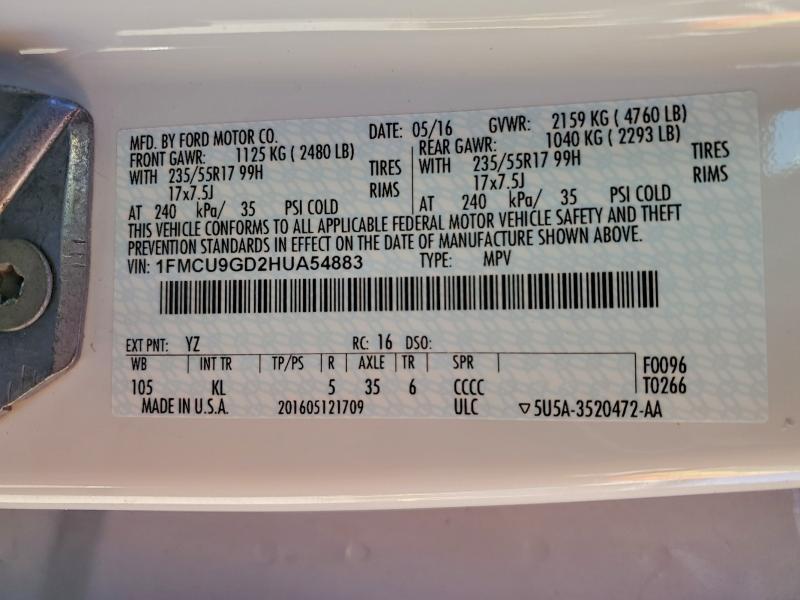 MFD. BY FORD MOTOR CO. DATE: 05/16 GVWR: 2159 KG ( 4760 LB)
FRONT GAWR: 1125 KG ( 2480 LB) REAR GAWR: 1040 KG ( 2293 LB)
WITH 235/55R17 99H TIRES WITH 235/55R17 99H TIRES
17x7.5J RIMS 17x7.5J RIMS
AT 240 kPa/ 35 PSI COLD AT 240 kPa/ 35 PSI COLD
THIS VEHICLE CONFORMS TO ALL APPLICABLE FEDERAL MOTOR VEHICLE SAFETY AND THEFT
PREVENTION STANDARDS IN EFFECT ON THE DATE OF MANUFACTURE SHOWN ABOVE.
VIN: 1FMCU9GD2HUA54883 TYPE: MPV
EXT PNT: YZ RC: 16 DSO:
WB INT TR TP/PS R AXLE TR SPR F0096
105 KL 5 35 6 CCCC T0266
MADE IN U.S.A. 201605121709 ULC ▽5U5A-3520472-AA